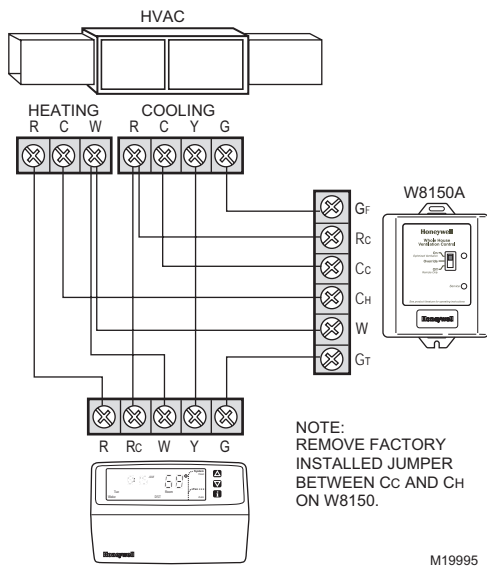 HVAC
HEATING COOLING
R C W R C Y G
W8150A
GF
RC
CC
CH
W
GT
Honeywell
Whole House
Ventilation Control
Override
Honeywell
R RC W Y G
NOTE:
REMOVE FACTORY
INSTALLED JUMPER
BETWEEN CC AND CH
ON W8150.
Honeywell
M19995